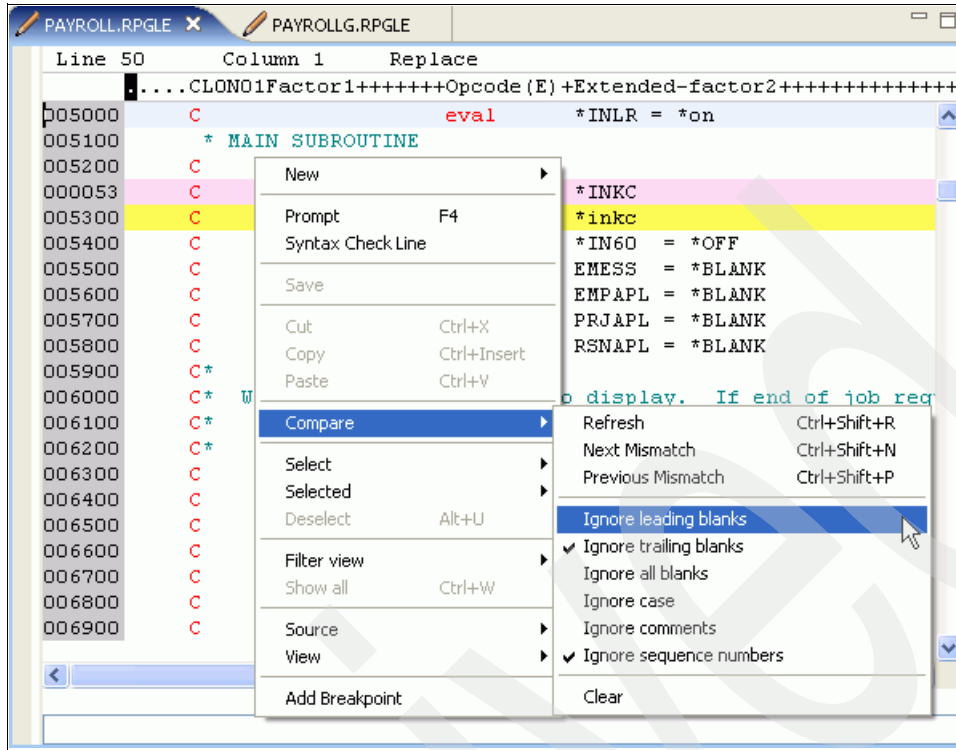 PAYROLL.RPGLE PAYROLLG.RPGLE
Line 50 Column 1 Replace
.....CLON01Factor1+++++++Opcode(E)+Extended-factor2++++++++++++++
005000 C eval *INLR = *on
005100 * MAIN SUBROUTINE
005200 C
000053 C *INKC
005300 C *inkc
005400 C *IN60 = *OFF
005500 C EMESS = *BLANK
005600 C EMPAPL = *BLANK
005700 C PRJAPL = *BLANK
005800 C RSNAPL = *BLANK
005900 C*
006000 C* W o display. If end of job req
006100 C*
006200 C*
006300 C
006400 C
006500 C
006600 C
006700 C
006800 C
006900 C
New
Prompt F4
Syntax Check Line
Save
Cut Ctrl+X
Copy Ctrl+Insert
Paste Ctrl+V
Compare
Select
Selected
Deselect Alt+U
Filter view
Show all Ctrl+W
Source
View
Add Breakpoint
Refresh Ctrl+Shift+R
Next Mismatch Ctrl+Shift+N
Previous Mismatch Ctrl+Shift+P
Ignore leading blanks
Ignore trailing blanks
Ignore all blanks
Ignore case
Ignore comments
Ignore sequence numbers
Clear